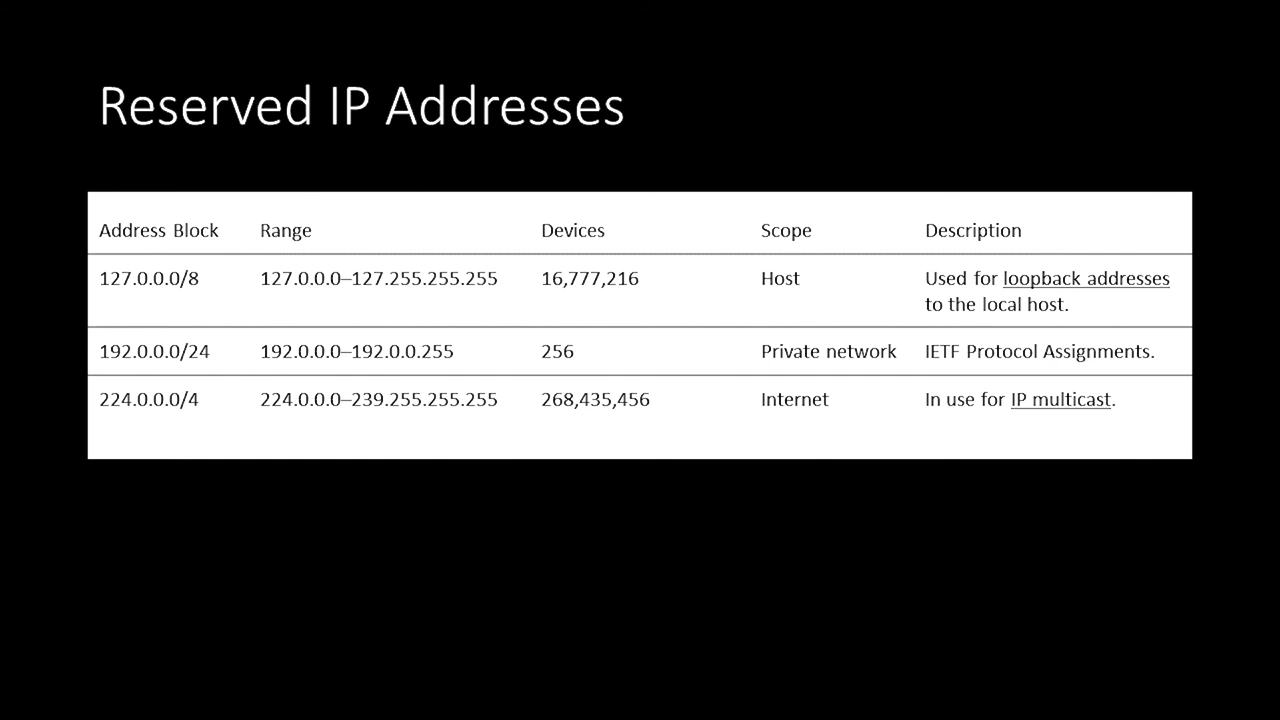 Reserved IP Addresses
Address Block Range Devices Scope Description
127.0.0.0/8 127.0.0.0–127.255.255.255 16,777,216 Host Used for loopback addresses
to the local host.
192.0.0.0/24 192.0.0.0–192.0.0.255 256 Private network IETF Protocol Assignments.
224.0.0.0/4 224.0.0.0–239.255.255.255 268,435,456 Internet In use for IP multicast.